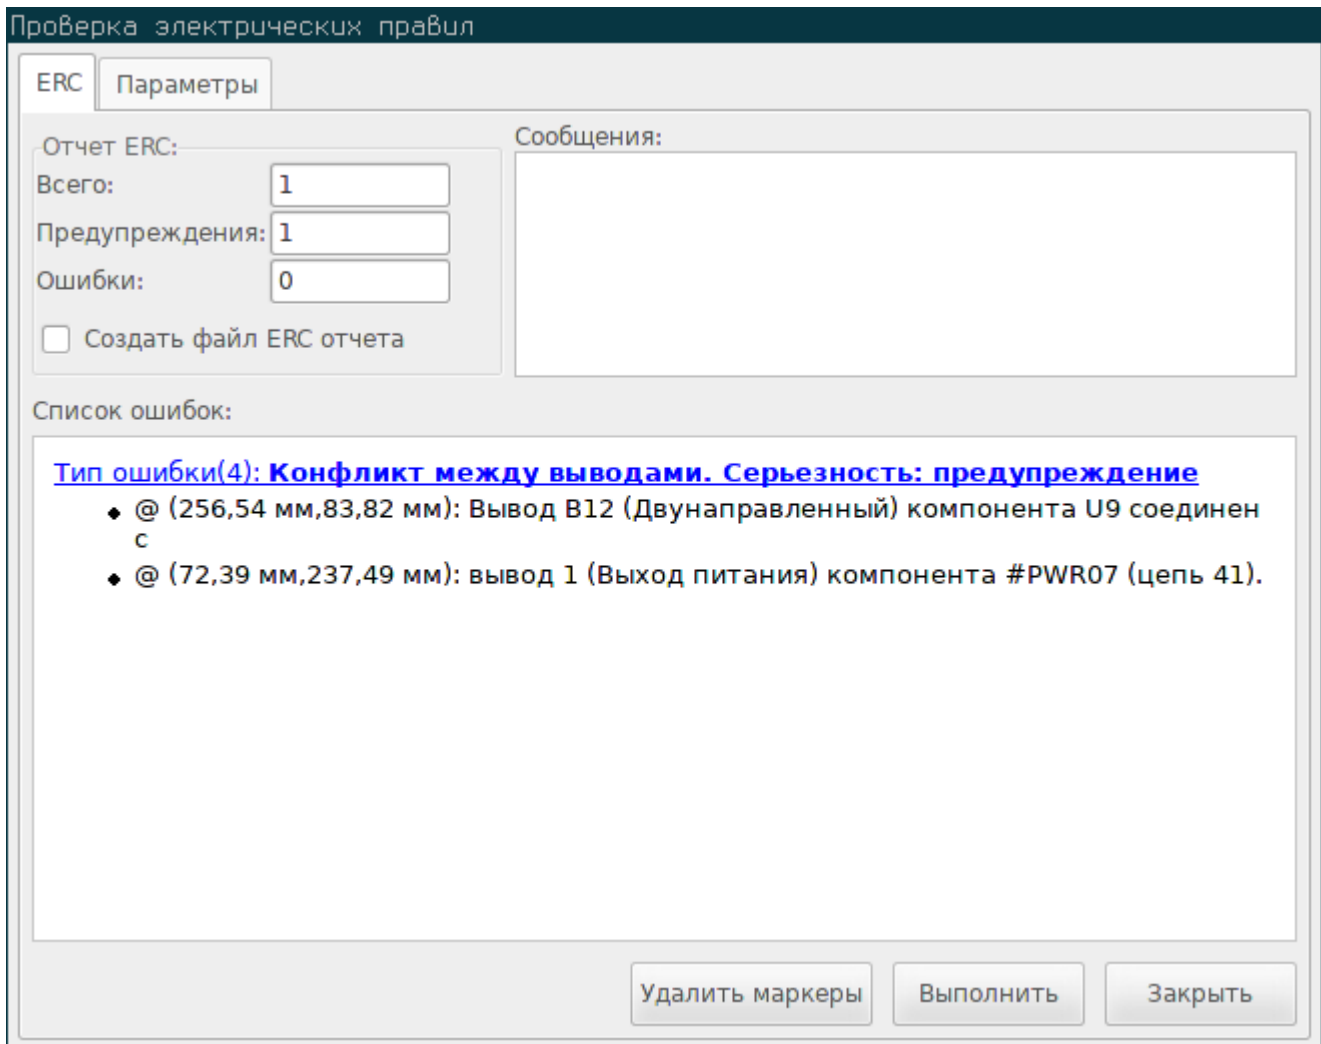 Проверка электрических правил
ERC
Параметры
Отчет ERC:
Сообщения:
Всего:
1
Предупреждения:
1
Ошибки:
0
Создать файл ERC отчета
Список ошибок:
Тип ошибки(4): Конфликт между выводами. Серьезность: предупреждение
@ (256,54 мм,83,82 мм): Вывод B12 (Двунаправленный) компонента U9 соединен
с
@ (72,39 мм,237,49 мм): вывод 1 (Выход питания) компонента #PWR07 (цепь 41).
Удалить маркеры
Выполнить
Закрыть